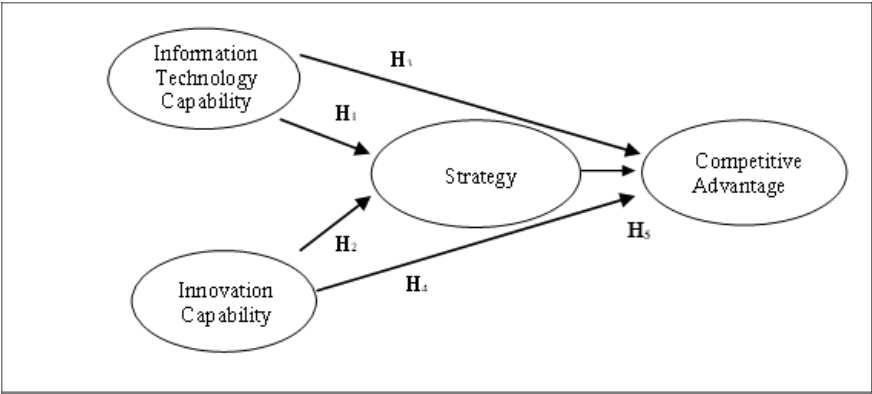 Information
Technology
Capability
H₃
H₁
Strategy
Competitive
Advantage
H₂
H₅
H₄
Innovation
Capability